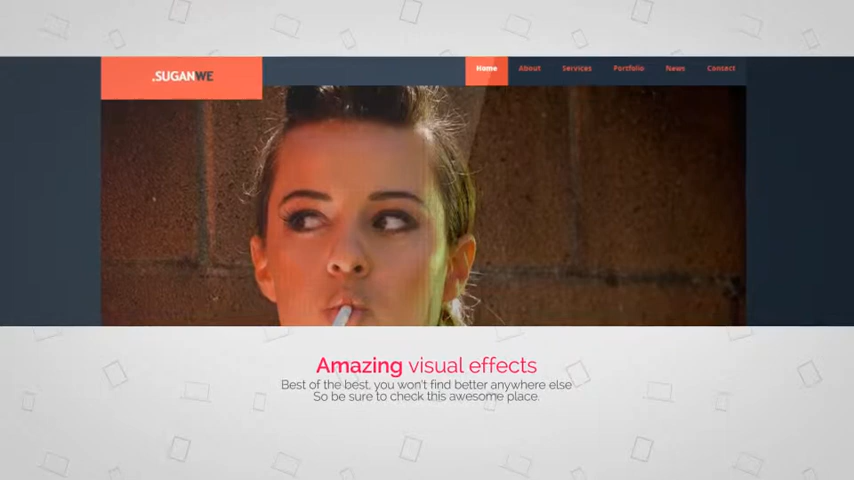 .SUGANWE
Home About Services Portfolio News Contect
Amazing visual effects
Best of the best, you won't find better anywhere else
So be sure to check this awesome place.